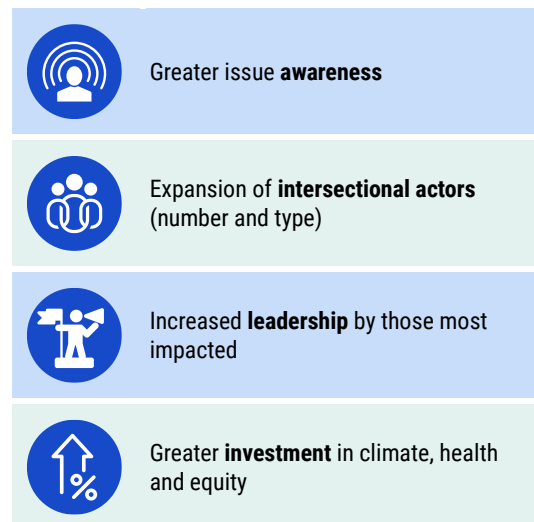 Greater issue awareness
Expansion of intersectional actors
(number and type)
Increased leadership by those most
impacted
Greater investment in climate, health
and equity
%